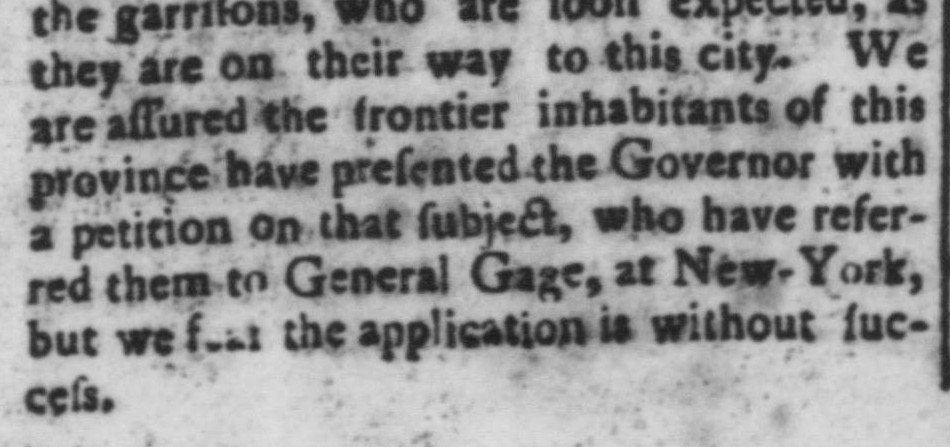 the garriſons, who are ſoon expected, as
they are on their way to this city. We
are aſſured the frontier inhabitants of this
province have preſented the Governor with
a petition on that ſubject, who have refer-
red them to General Gage, at New-York,
but we the application is without ſuc-
ceſs.